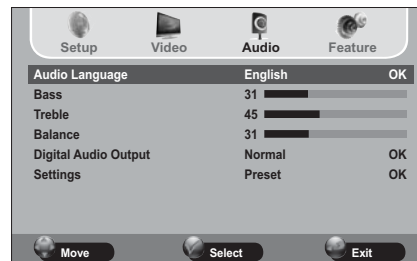 Setup Video Audio Feature
Audio Language English OK
Bass 31
Treble 45
Balance 31
Digital Audio Output Normal OK
Settings Preset OK
Move Select Exit